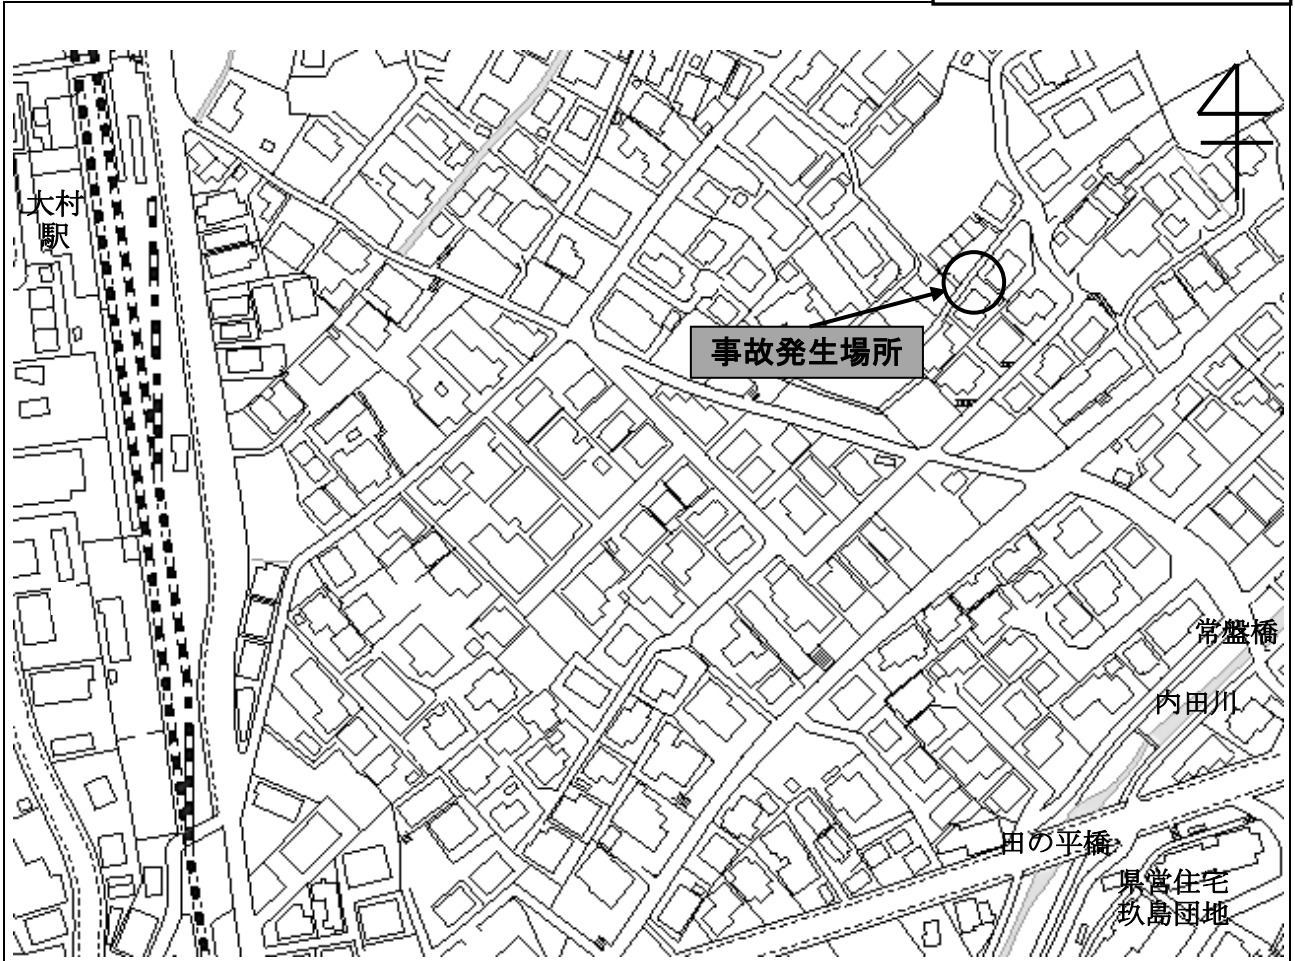 大村
駅
事故発生場所
常盤橋
内田川
田の平橋
県営住宅
玖島団地